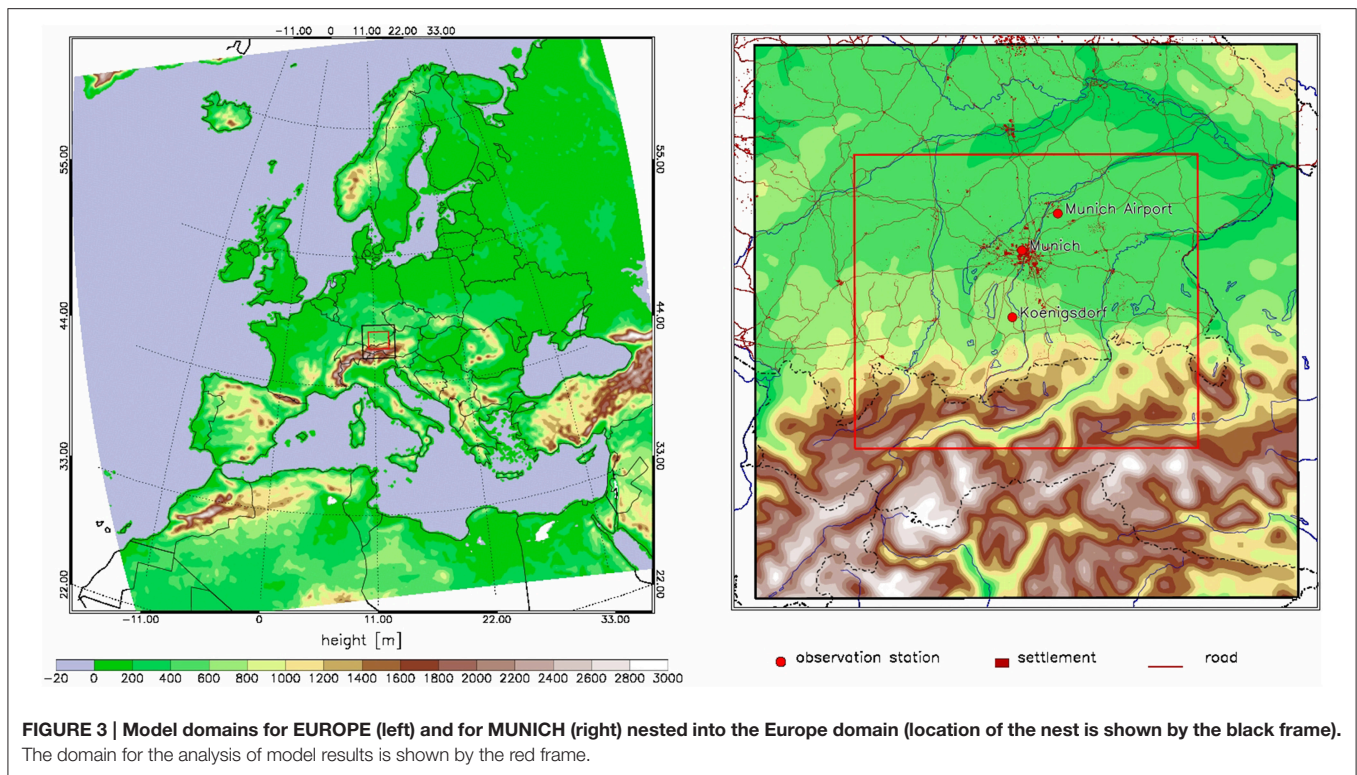 −11.00 0 11.00 22.00 33.00
55.00
44.00
33.00
22.00
55.00
44.00
33.00
22.00
−11.00 0 11.00 22.00 33.00
height [m]
−20 0 200 400 600 800 1000 1200 1400 1600 1800 2000 2200 2400 2600 2800 3000
Munich Airport
Munich
Koenigsdorf
observation station settlement road
FIGURE 3 | Model domains for EUROPE (left) and for MUNICH (right) nested into the Europe domain (location of the nest is shown by the black frame).
The domain for the analysis of model results is shown by the red frame.